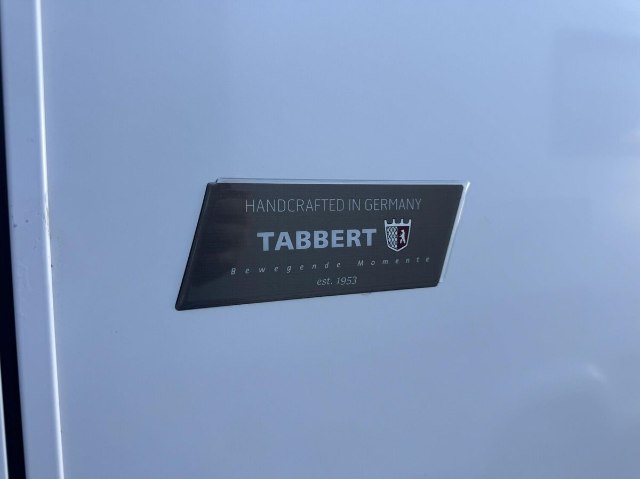 HANDCRAFTED IN GERMANY
TABBERT
Bewegende Momente
est. 1953